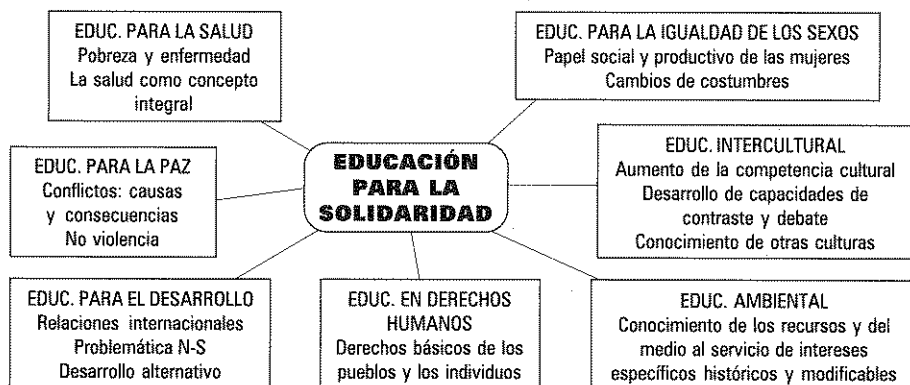 EDUC. PARA LA SALUD
Pobreza y enfermedad
La salud como concepto
integral
EDUC. PARA LA IGUALDAD DE LOS SEXOS
Papel social y productivo de las mujeres
Cambios de costumbres
EDUC. PARA LA PAZ
Conflictos: causas
y consecuencias
No violencia
EDUCACIÓN
PARA LA
SOLIDARIDAD
EDUC. INTERCULTURAL
Aumento de la competencia cultural
Desarrollo de capacidades de
contraste y debate
Conocimiento de otras culturas
EDUC. PARA EL DESARROLLO
Relaciones internacionales
Problemática N-S
Desarrollo alternativo
EDUC. EN DERECHOS
HUMANOS
Derechos básicos de los
pueblos y los individuos
EDUC. AMBIENTAL
Conocimiento de los recursos y del
medio al servicio de intereses
específicos históricos y modificables